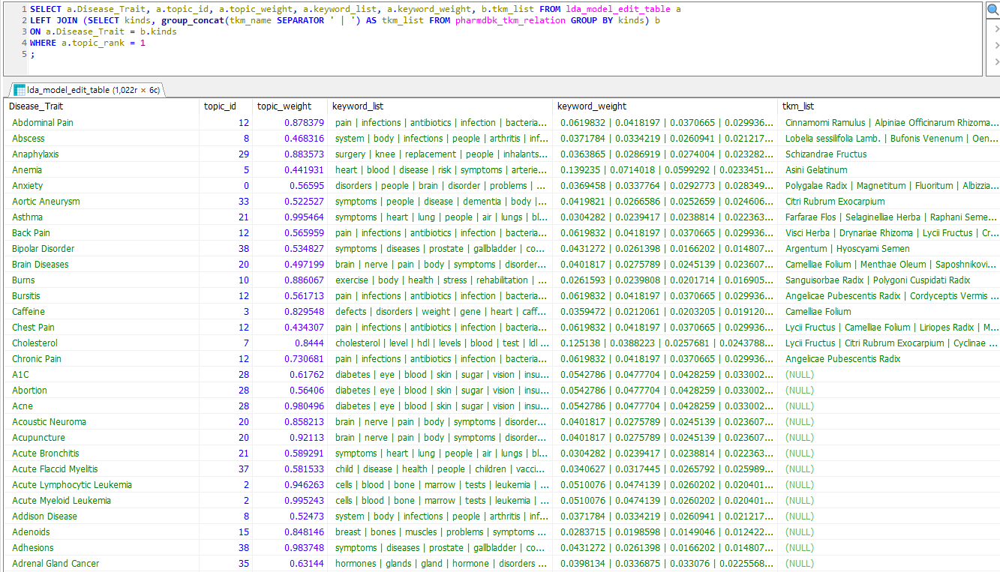 1 SELECT a.Disease_Trait, a.topic_id, a.topic_weight, a.keyword_list, a.keyword_weight, b.tkm_list FROM lda_model_edit_table a
2 LEFT JOIN (SELECT kinds, group_concat(tkm_name SEPARATOR ' | ') AS tkm_list FROM pharmdbk_tkm_relation GROUP BY kinds) b
3 ON a.Disease_Trait = b.kinds
4 WHERE a.topic_rank = 1
5 ;
lda_model_edit_table (1,022r × 6c)
Disease_Trait topic_id topic_weight keyword_list keyword_weight tkm_list
Abdominal Pain 12 0.878379 pain | infections | antibiotics | infection | bacteria... 0.0619832 | 0.0418197 | 0.0370665 | 0.029936... Cinnamomi Ramulus | Alpiniae Officinarum Rhizoma...
Abscess 8 0.468316 system | body | infections | people | arthritis | inf... 0.0371784 | 0.0334219 | 0.0260941 | 0.021217... Lobelia sessilifolia Lamb. | Bufonis Venenum | Oen...
Anaphylaxis 29 0.883573 surgery | knee | replacement | people | inhalants... 0.0363865 | 0.0286919 | 0.0274004 | 0.023282... Schizandrae Fructus
Anemia 5 0.441931 heart | blood | disease | risk | symptoms | arterie... 0.139235 | 0.0714018 | 0.0599292 | 0.0233451... Asini Gelatinum
Anxiety 0 0.56595 disorders | people | brain | disorder | problems | ... 0.0369458 | 0.0337764 | 0.0292773 | 0.028349... Polygalae Radix | Magnetitum | Fluoritum | Albizzia...
Aortic Aneurysm 33 0.522527 symptoms | people | disease | dementia | body |... 0.0419821 | 0.0266586 | 0.0252659 | 0.024606... Citri Rubrum Exocarpium
Asthma 21 0.995464 symptoms | heart | lung | people | air | lungs | bl... 0.0304282 | 0.0239417 | 0.0238814 | 0.022363... Farfarae Flos | Selaginelliae Herba | Raphani Seme...
Back Pain 12 0.565959 pain | infections | antibiotics | infection | bacteria... 0.0619832 | 0.0418197 | 0.0370665 | 0.029936... Visci Herba | Drynariae Rhizoma | Lycii Fructus | Cr...
Bipolar Disorder 38 0.534827 symptoms | diseases | prostate | gallbladder | co... 0.0431272 | 0.0261398 | 0.0166202 | 0.014807... Argentum | Hyoscyami Semen
Brain Diseases 20 0.497199 brain | nerve | pain | body | symptoms | disorder... 0.0401817 | 0.0275789 | 0.0245139 | 0.023607... Camelliae Folium | Menthae Oleum | Saposhnikovi...
Burns 10 0.886067 exercise | body | health | stress | rehabilitation | ... 0.0261593 | 0.0239808 | 0.0201714 | 0.016905... Sanguisorbae Radix | Polygoni Cuspidati Radix
Bursitis 12 0.561713 pain | infections | antibiotics | infection | bacteria... 0.0619832 | 0.0418197 | 0.0370665 | 0.029936... Angelicae Pubescentis Radix | Cordyceptis Vermis ...
Caffeine 3 0.829548 defects | disorders | weight | gene | heart | caff... 0.0359472 | 0.0212061 | 0.0203205 | 0.019120... Camelliae Folium
Chest Pain 12 0.434307 pain | infections | antibiotics | infection | bacteria... 0.0619832 | 0.0418197 | 0.0370665 | 0.029936... Lycii Fructus | Camelliae Folium | Liriopes Radix | M...
Cholesterol 7 0.8444 cholesterol | level | hdl | levels | blood | test | ldl ... 0.125138 | 0.0388223 | 0.0257681 | 0.0243788... Lycii Fructus | Citri Rubrum Exocarpium | Cyclinae ...
Chronic Pain 12 0.730681 pain | infections | antibiotics | infection | bacteria... 0.0619832 | 0.0418197 | 0.0370665 | 0.029936... Angelicae Pubescentis Radix
A1C 28 0.61762 diabetes | eye | blood | skin | sugar | vision | insu... 0.0542786 | 0.0477704 | 0.0428259 | 0.033002... (NULL)
Abortion 28 0.56406 diabetes | eye | blood | skin | sugar | vision | insu... 0.0542786 | 0.0477704 | 0.0428259 | 0.033002... (NULL)
Acne 28 0.980496 diabetes | eye | blood | skin | sugar | vision | insu... 0.0542786 | 0.0477704 | 0.0428259 | 0.033002... (NULL)
Acoustic Neuroma 20 0.858213 brain | nerve | pain | body | symptoms | disorder... 0.0401817 | 0.0275789 | 0.0245139 | 0.023607... (NULL)
Acupuncture 20 0.92113 brain | nerve | pain | body | symptoms | disorder... 0.0401817 | 0.0275789 | 0.0245139 | 0.023607... (NULL)
Acute Bronchitis 21 0.589291 symptoms | heart | lung | people | air | lungs | bl... 0.0304282 | 0.0239417 | 0.0238814 | 0.022363... (NULL)
Acute Flaccid Myelitis 37 0.581533 child | disease | health | people | children | vacci... 0.0340627 | 0.0317445 | 0.0265792 | 0.025989... (NULL)
Acute Lymphocytic Leukemia 2 0.946263 cells | blood | bone | marrow | tests | leukemia | ... 0.0510076 | 0.0474139 | 0.0260202 | 0.020401... (NULL)
Acute Myeloid Leukemia 2 0.995243 cells | blood | bone | marrow | tests | leukemia | ... 0.0510076 | 0.0474139 | 0.0260202 | 0.020401... (NULL)
Addison Disease 8 0.52473 system | body | infections | people | arthritis | inf... 0.0371784 | 0.0334219 | 0.0260941 | 0.021217... (NULL)
Adenoids 15 0.848146 breast | bones | muscles | problems | symptoms ... 0.0283715 | 0.0198598 | 0.0149046 | 0.012422... (NULL)
Adhesions 38 0.983748 symptoms | diseases | prostate | gallbladder | co... 0.0431272 | 0.0261398 | 0.0166202 | 0.014807... (NULL)
Adrenal Gland Cancer 35 0.63144 hormones | glands | gland | hormone | disorders ... 0.0398134 | 0.0336875 | 0.033076 | 0.0225568... (NULL)